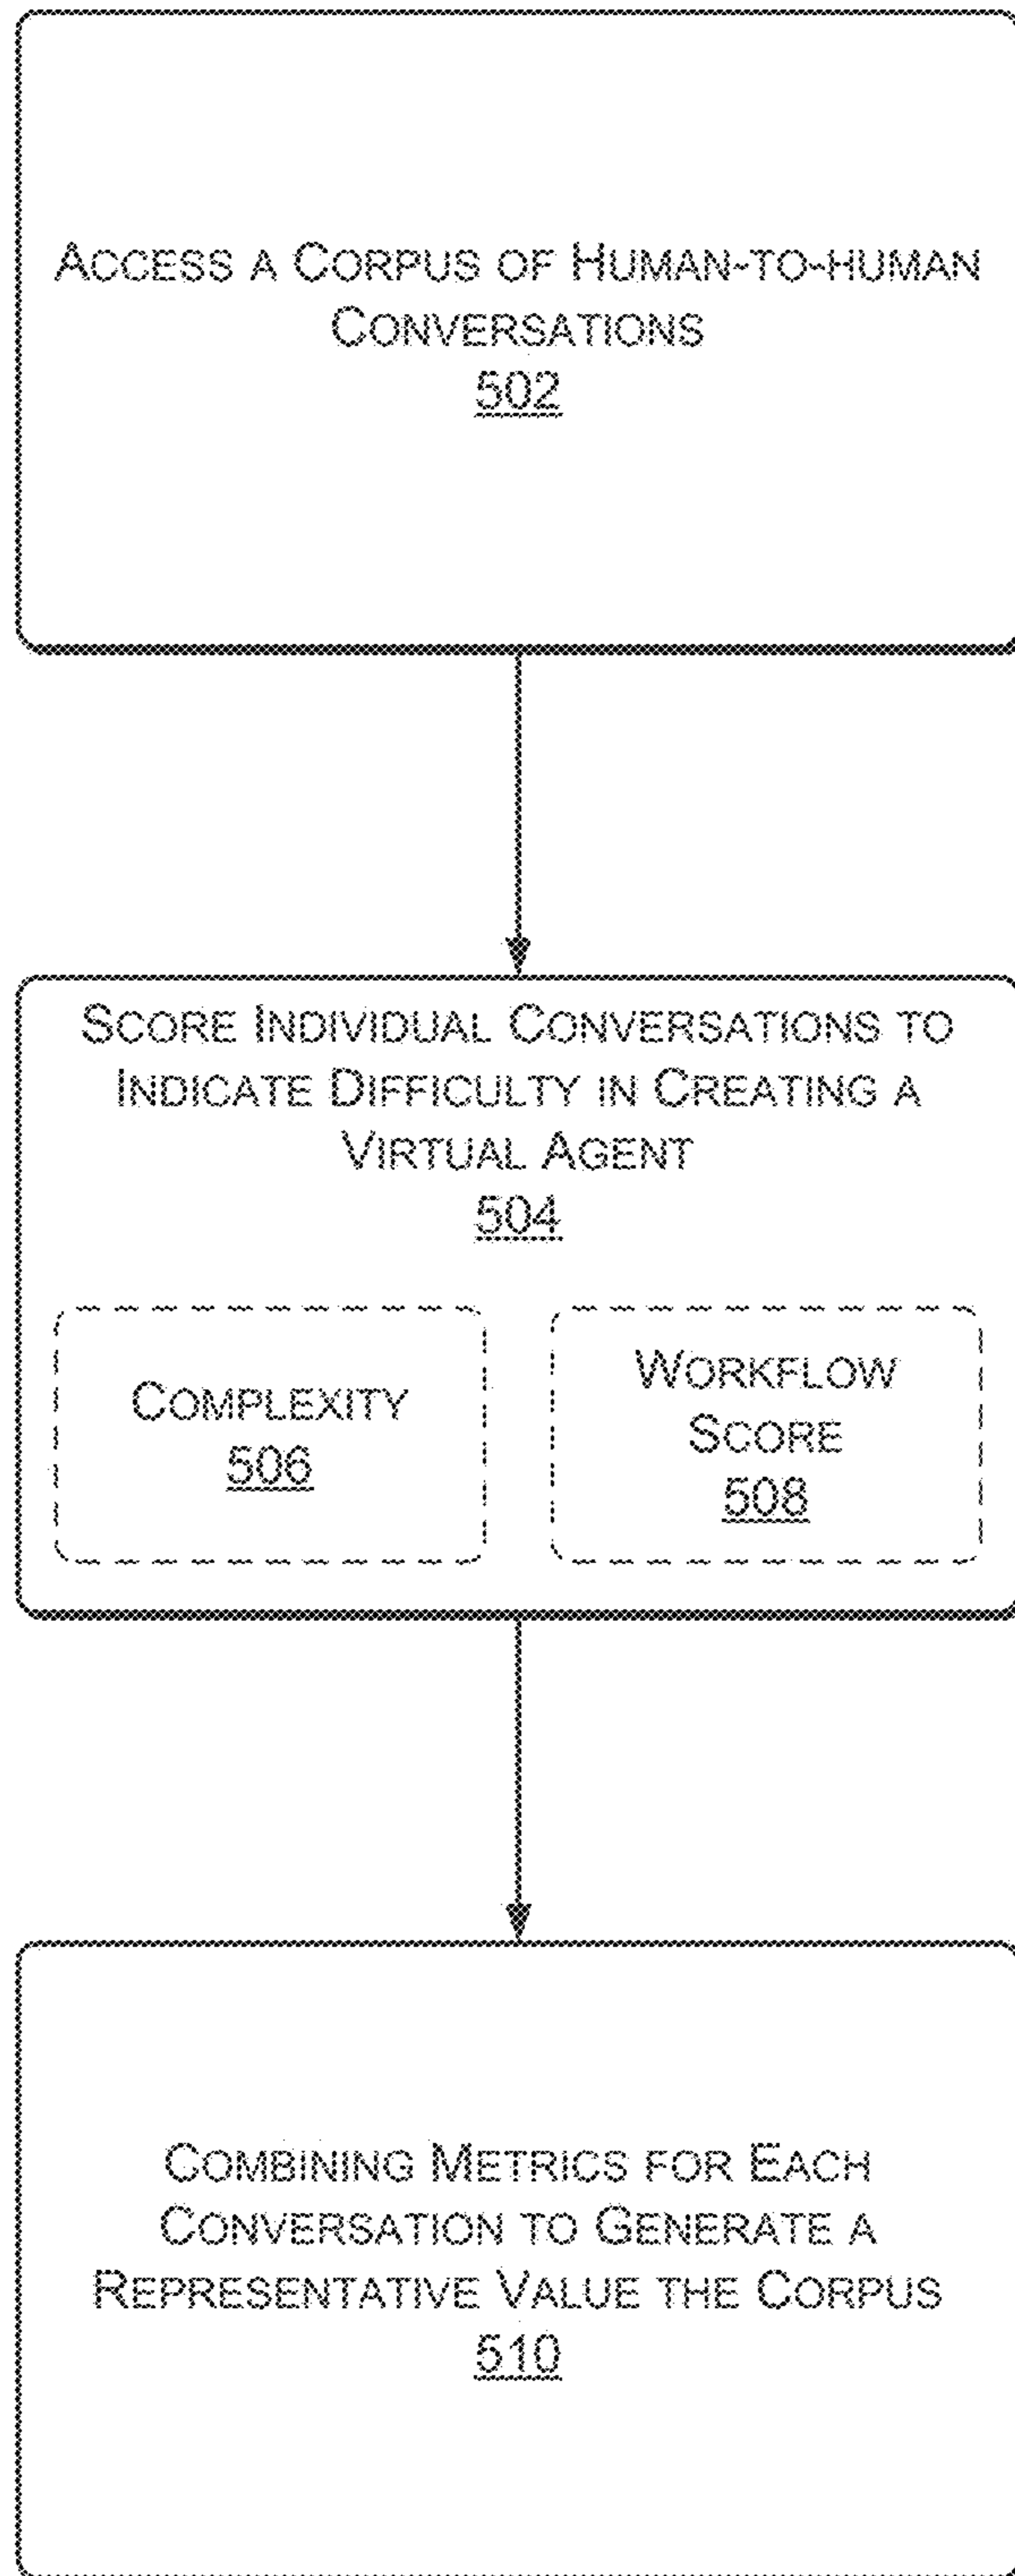 ACCESS A CORPUS OF HUMAN-TO-HUMAN
CONVERSATIONS
502
SCORE INDIVIDUAL CONVERSATIONS TO
INDICATE DIFFICULTY IN CREATING A
VIRTUAL AGENT
504
COMPLEXITY
506
WORKFLOW
SCORE
508
COMBINING METRICS FOR EACH
CONVERSATION TO GENERATE A
REPRESENTATIVE VALUE THE CORPUS
510